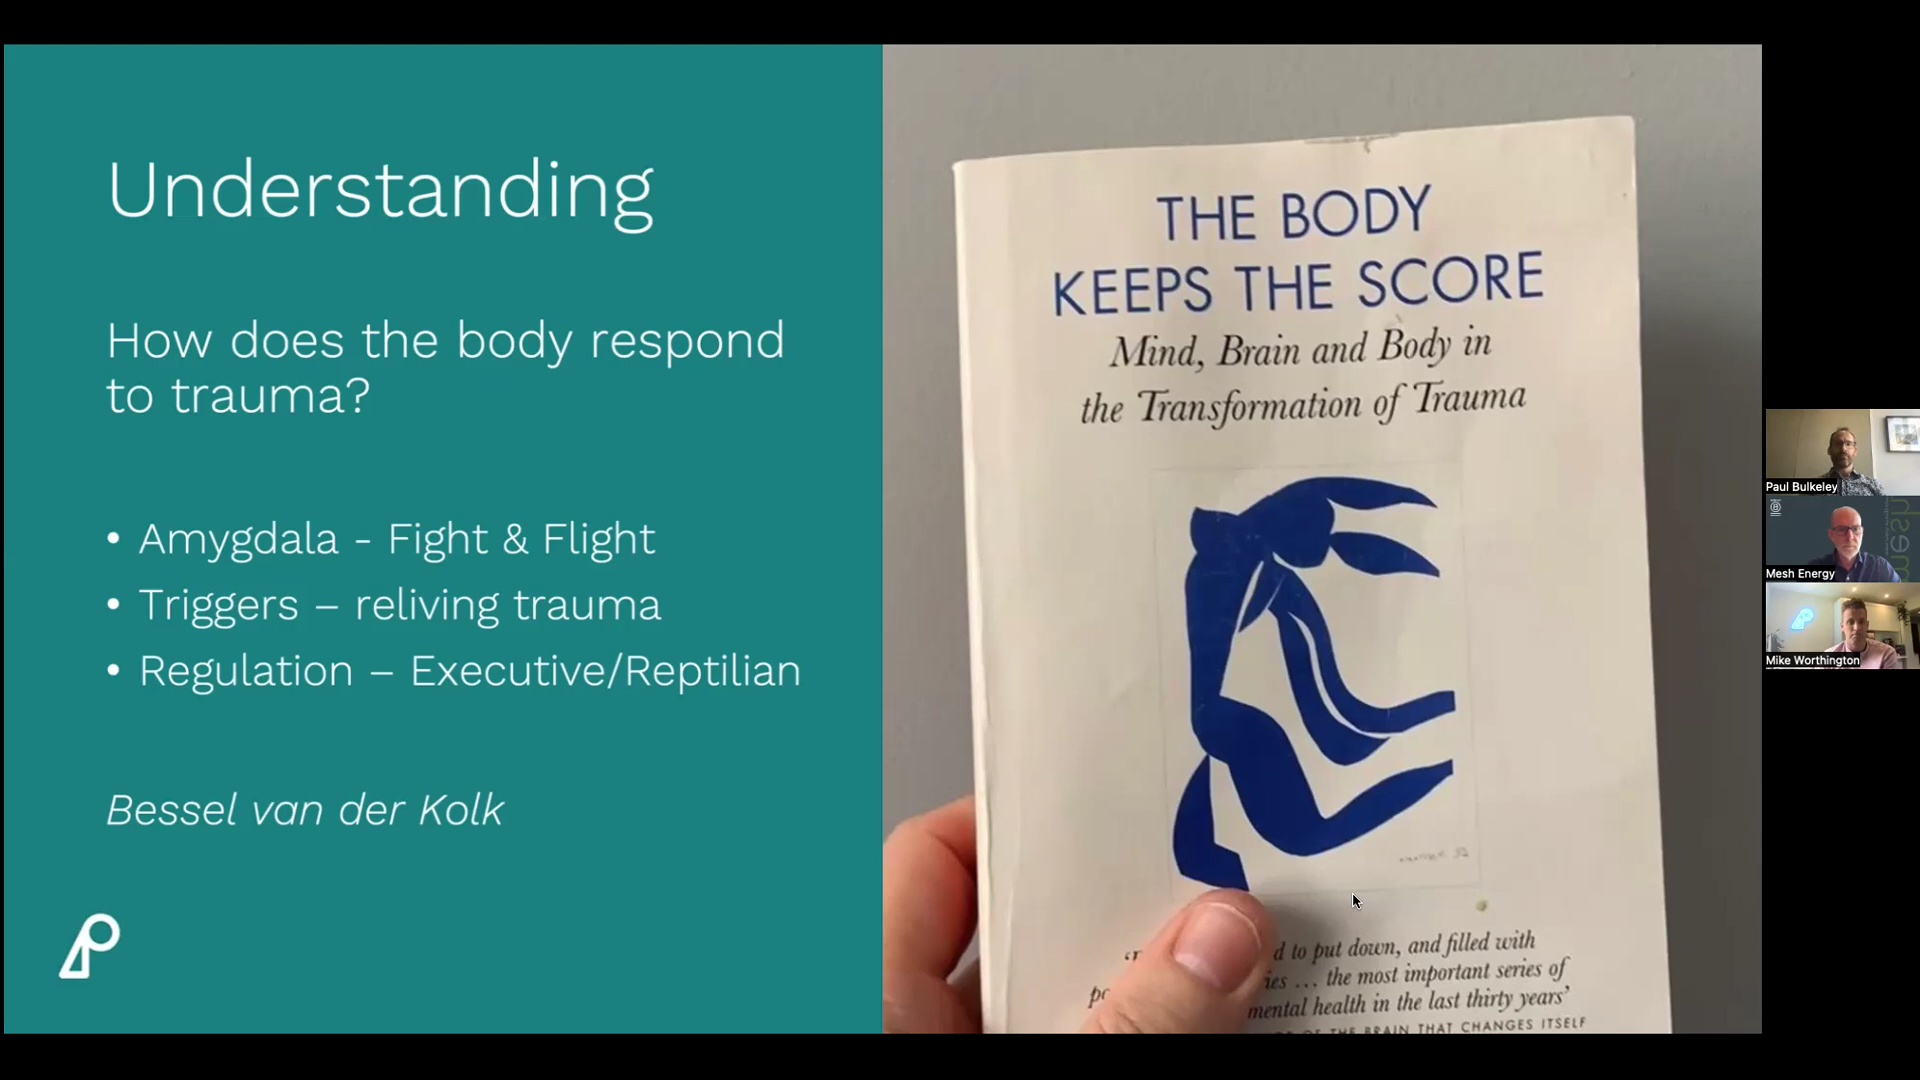 Understanding
How does the body respond
to trauma?
• Amygdala - Fight & Flight
• Triggers – reliving trauma
• Regulation – Executive/Reptilian
Bessel van der Kolk
THE BODY
KEEPS THE SCORE
Mind, Brain and Body in
the Transformation of Trauma
d to put down, and filled with
ies ... the most important series of
mental health in the last thirty years’
OF THE BRAIN THAT CHANGES ITSELF
Paul Bulkeley
mesh
Mesh Energy
Mike Worthington